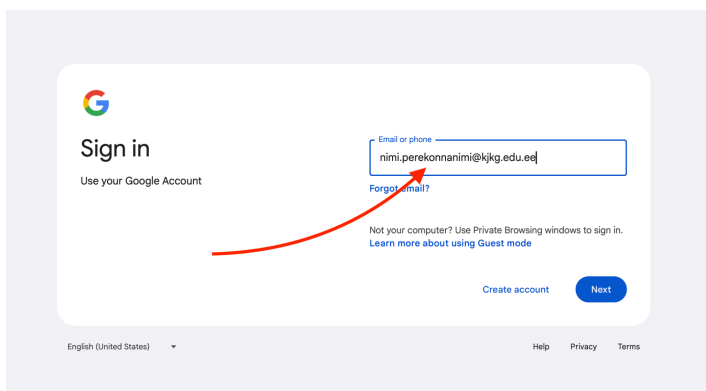 Sign in
Use your Google Account
Email or phone
nimi.perekonnanimi@kjkg.edu.ee
Forgot email?
Not your computer? Use Private Browsing windows to sign in.
Learn more about using Guest mode
Create account
Next
English (United States)
Help Privacy Terms